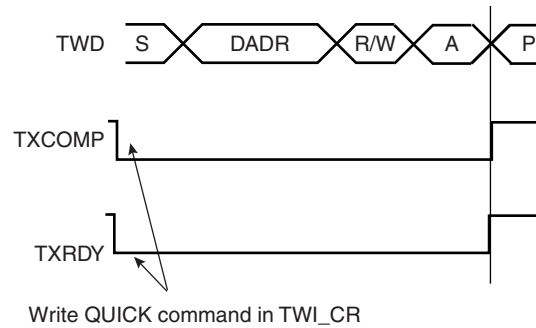 TWD S DADR R/W A P
TXCOMP
TXRDY
Write QUICK command in TWI_CR